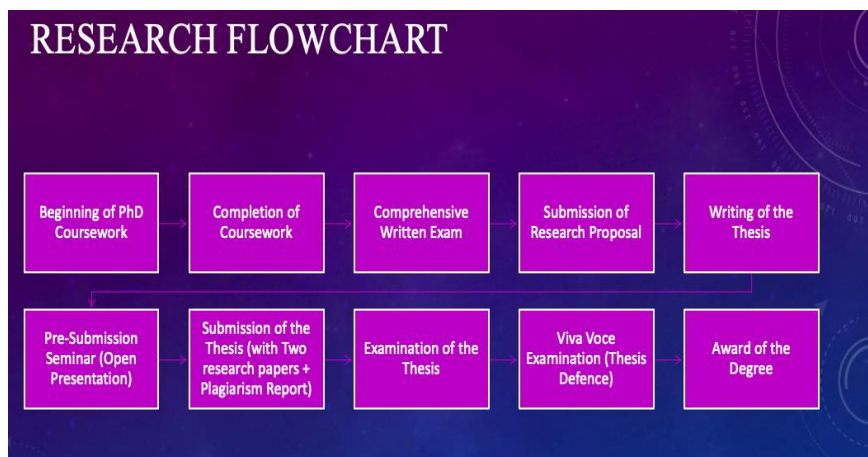 RESEARCH FLOWCHART
Beginning of PhD
Coursework
Completion of
Coursework
Comprehensive
Written Exam
Submission of
Research Proposal
Writing of the
Thesis
Pre-Submission
Seminar (Open
Presentation)
Submission of the
Thesis (with Two
research papers +
Plagiarism Report)
Examination of the
Thesis
Viva Voce
Examination (Thesis
Defence)
Award of the
Degree